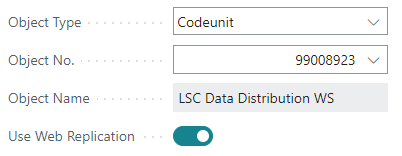 Object Type Codeunit
Object No. 99008923
Object Name LSC Data Distribution WS
Use Web Replication